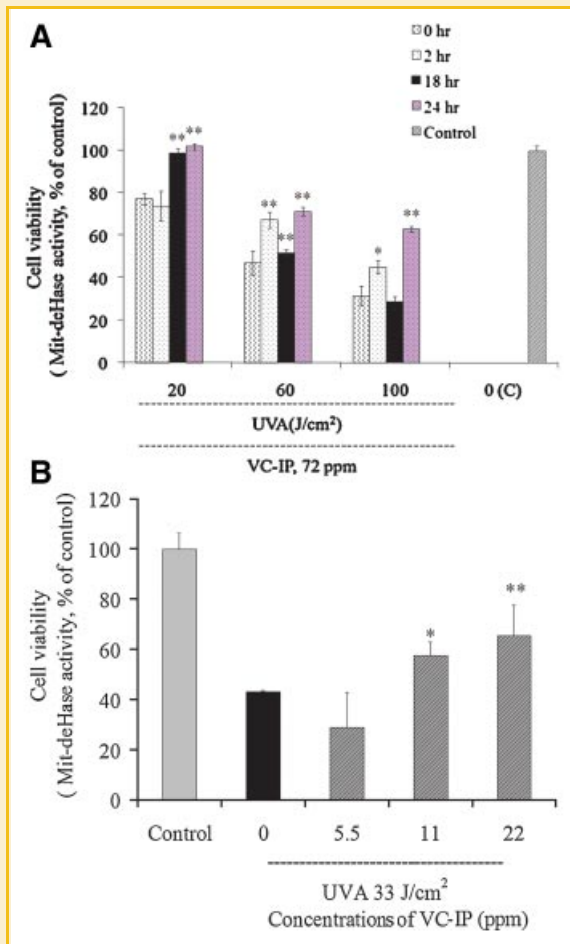 A
0 hr
2 hr
18 hr
24 hr
Control
120
100
80
60
40
20
0
Cell viability
( Mit-deHase activity, % of control)
** **
** ** **
* **
20 60 100 0 (C)
UVA(J/cm²)
VC-IP, 72 ppm
B
120
100
80
60
40
20
0
Cell viability
( Mit-deHase activity, % of control)
*
**
Control 0 5.5 11 22
UVA 33 J/cm²
Concentrations of VC-IP (ppm)